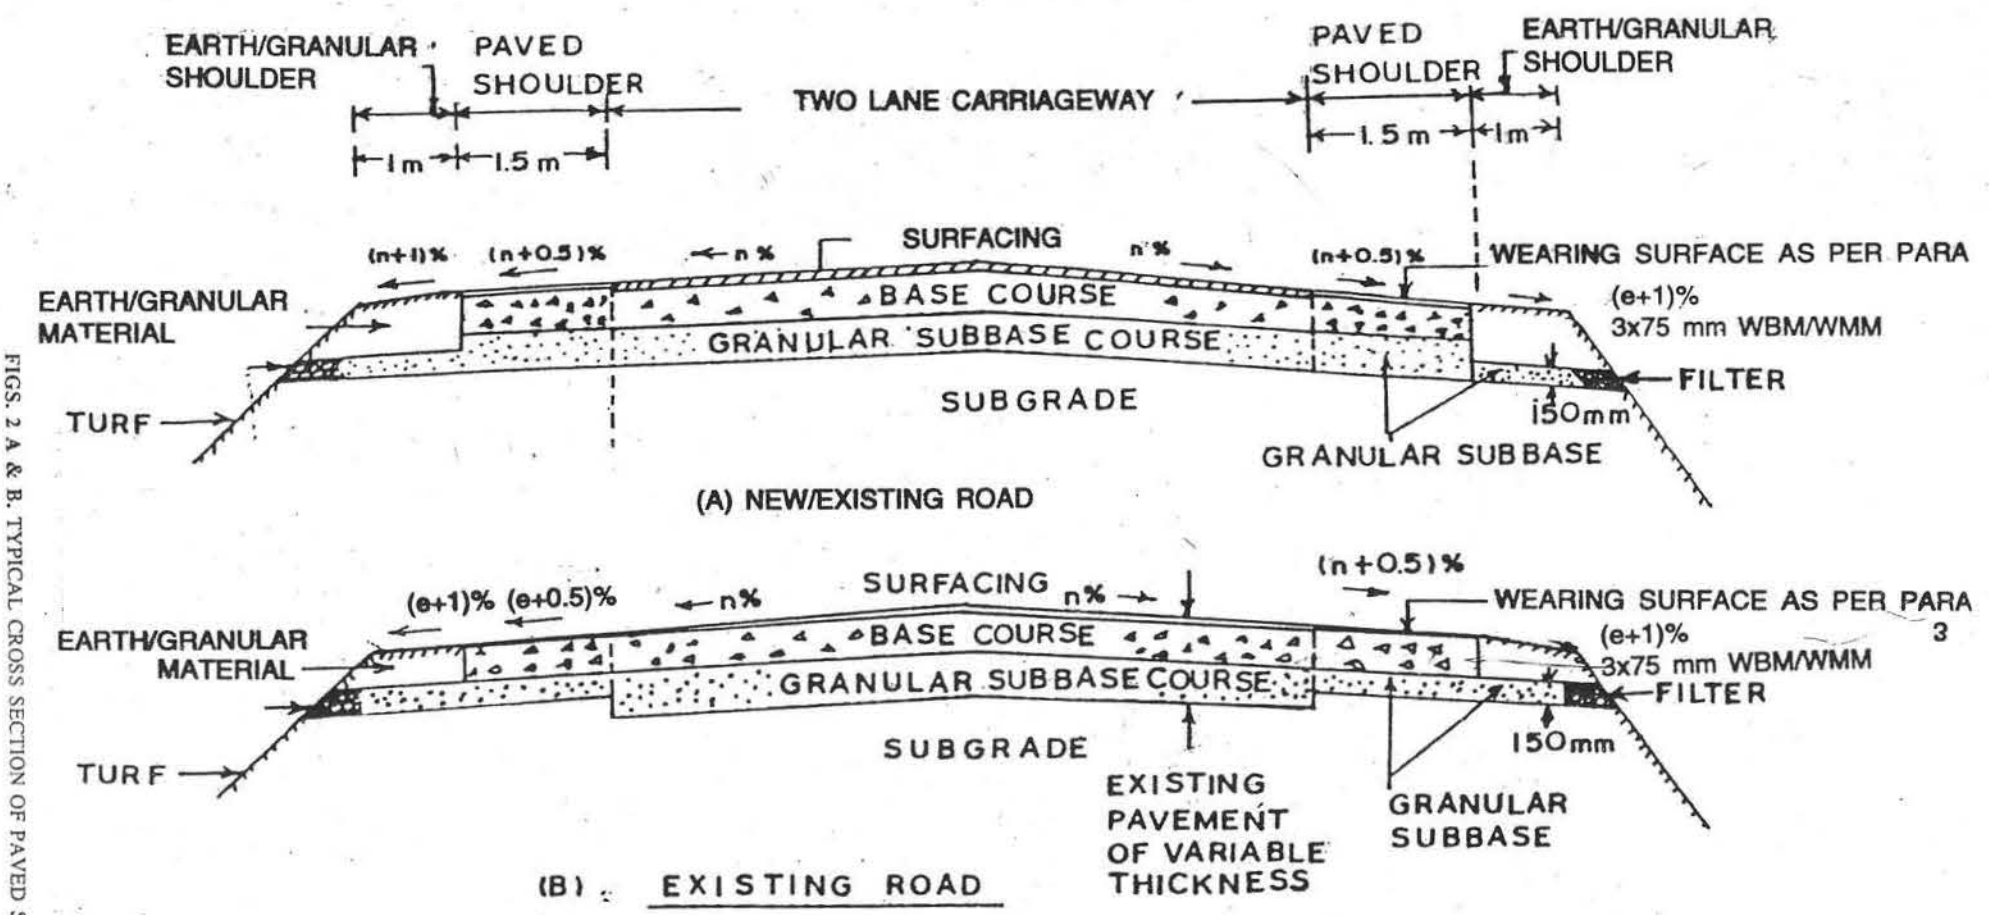 EARTH/GRANULAR
SHOULDER
PAVED
SHOULDER
TWO LANE CARRIAGEWAY
PAVED
SHOULDER
EARTH/GRANULAR
SHOULDER
1m
1.5 m
1.5 m
1m
(n+1)%
(n+0.5)%
n%
SURFACING
n%
(n+0.5)%
WEARING SURFACE AS PER PARA
(e+1)%
3x75 mm WBM/WMM
EARTH/GRANULAR
MATERIAL
BASE COURSE
GRANULAR SUBBASE COURSE
FILTER
TURF
SUBGRADE
150mm
GRANULAR SUBBASE
(A) NEW/EXISTING ROAD
(e+1)% (e+0.5)%
n%
SURFACING
n%
(n+0.5)%
WEARING SURFACE AS PER PARA
3
(e+1)%
3x75 mm WBM/WMM
EARTH/GRANULAR
MATERIAL
BASE COURSE
GRANULAR SUBBASE COURSE
FILTER
TURF
SUBGRADE
150mm
EXISTING
PAVEMENT
OF VARIABLE
THICKNESS
GRANULAR
SUBBASE
(B) EXISTING ROAD
FIGS. 2 A & B. TYPICAL CROSS SECTION OF PAVED